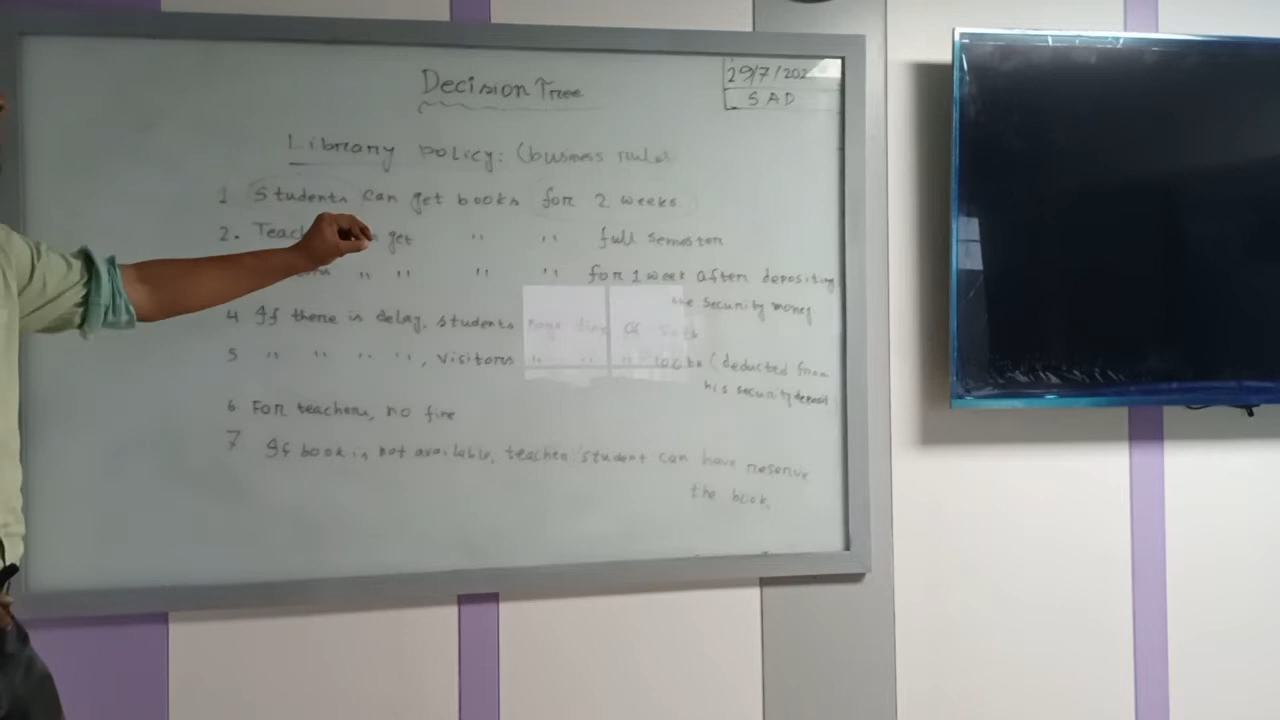 Decision Tree
29/7/202
SAD
Library policy: (business rules
1 Students can get books for 2 weeks
2. Teac get " " full semester
" " " " for 1 week after depositing
the security money
4 If there is delay, students pays fine of
5 " " " ", visitors " " " (deducted from
his security deposit
6 For teachers, no fine
7 If book is not available, teacher student can have reserve
the book.